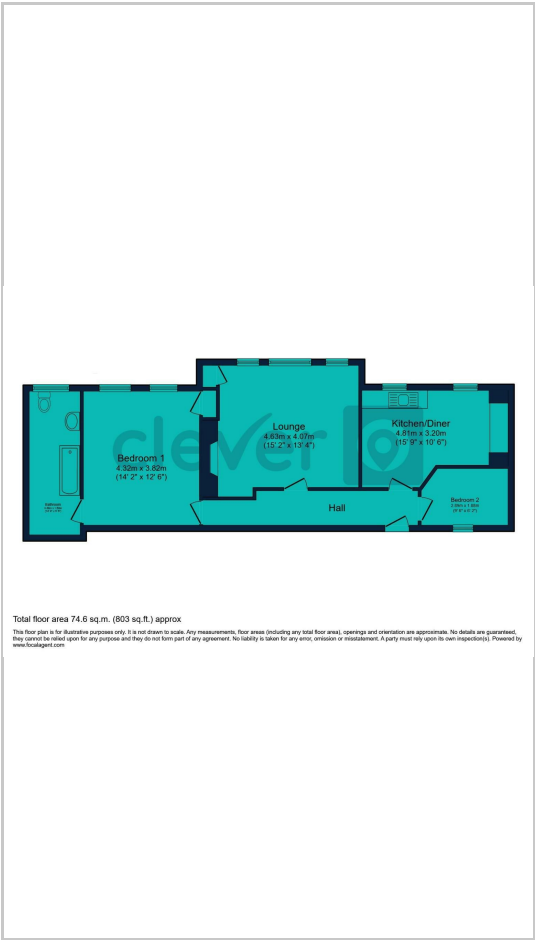 clever
Lounge
4.63m x 4.07m
(15' 2" x 13' 4")
Kitchen/Diner
4.81m x 3.20m
(15' 9" x 10' 6")
Bedroom 1
4.32m x 3.82m
(14' 2" x 12' 6")
Bedroom 2
Hall
Bathroom
Total floor area 74.6 sq.m. (803 sq.ft.) approx
This floor plan is for illustrative purposes only. It is not drawn to scale. Any measurements, floor areas (including any total floor area), openings and orientation are approximate. No details are guaranteed,
they cannot be relied upon for any purpose and they do not form part of any agreement. No liability is taken for any error, omission or misstatement. A party must rely upon its own inspection(s). Powered by
www.focalagent.com